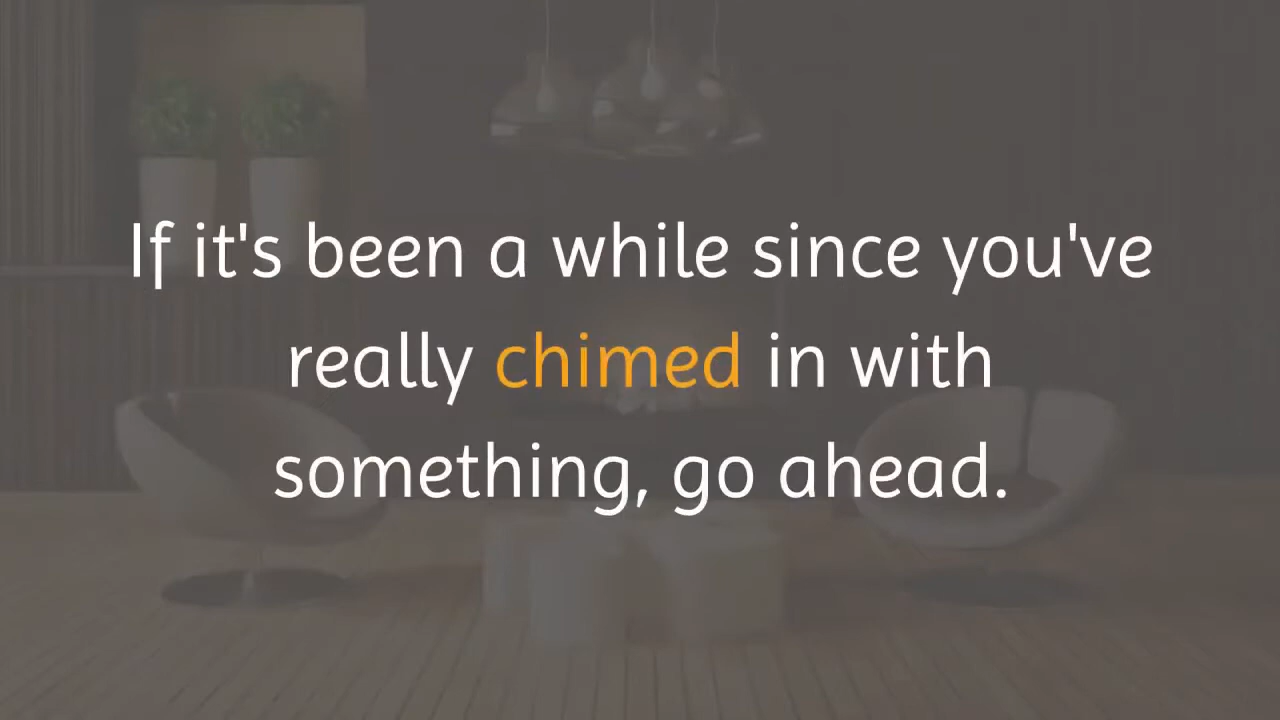 If it's been a while since you've
really chimed in with
something, go ahead.